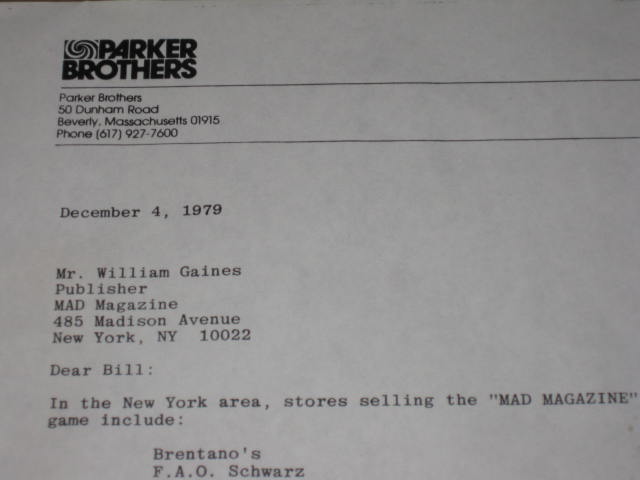 PARKER
BROTHERS
Parker Brothers
50 Dunham Road
Beverly, Massachusetts 01915
Phone (617) 927-7600
December 4, 1979
Mr. William Gaines
Publisher
MAD Magazine
485 Madison Avenue
New York, NY 10022
Dear Bill:
In the New York area, stores selling the "MAD MAGAZINE"
game include:
Brentano's
F.A.O. Schwarz